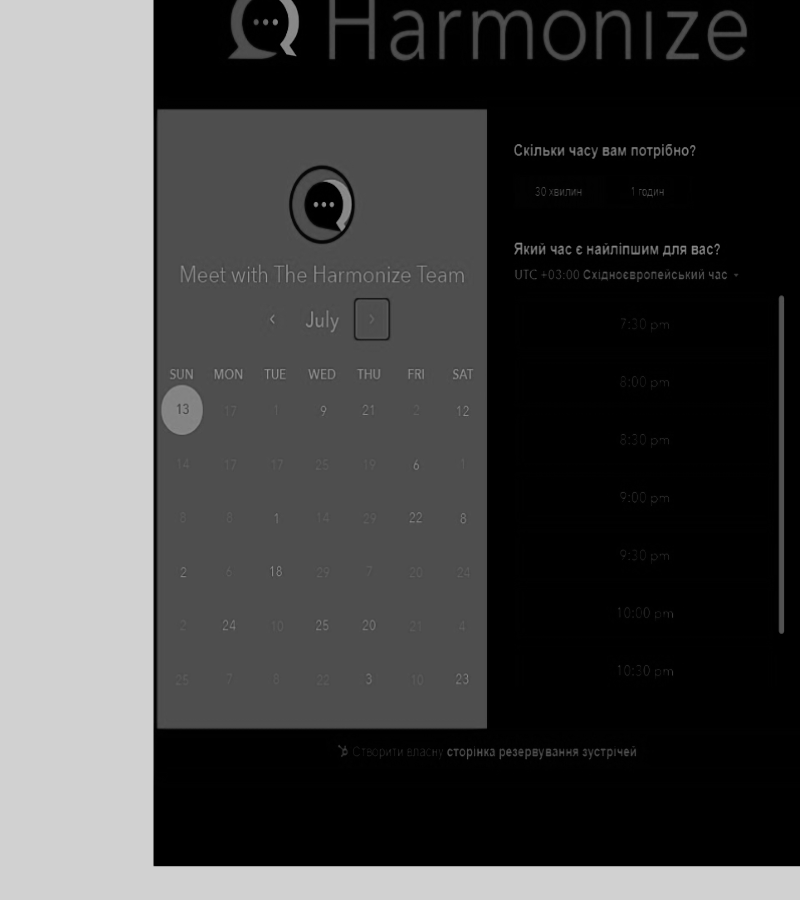 Harmonize
Meet with The Harmonize Team
July
SUN MON TUE WED THU FRI SAT
13 17 1 9 21 2 12
14 17 17 25 19 6 1
8 8 1 14 29 22 8
2 6 18 29 7 20 24
2 24 10 25 20 21 4
25 7 8 22 3 10 23
Скільки часу вам потрібно?
30 хвилин 1 годин
Який час є найліпшим для вас?
UTC +03:00 Східноєвропейський час
7:30 pm
8:00 pm
8:30 pm
9:00 pm
9:30 pm
10:00 pm
10:30 pm
Створити власну сторінка резервування зустрічей